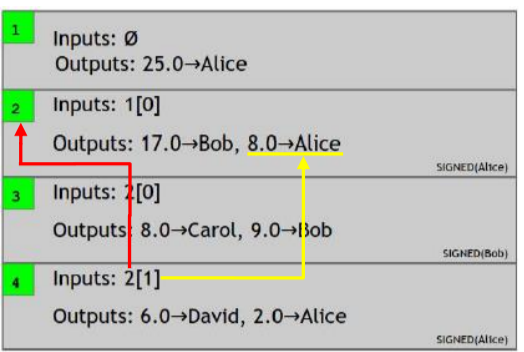 1
Inputs: Ø
Outputs: 25.0→Alice
2
Inputs: 1[0]
Outputs: 17.0→Bob, 8.0→Alice
SIGNED(Alice)
3
Inputs: 2[0]
Outputs: 8.0→Carol, 9.0→Bob
SIGNED(Bob)
4
Inputs: 2[1]
Outputs: 6.0→David, 2.0→Alice
SIGNED(Alice)